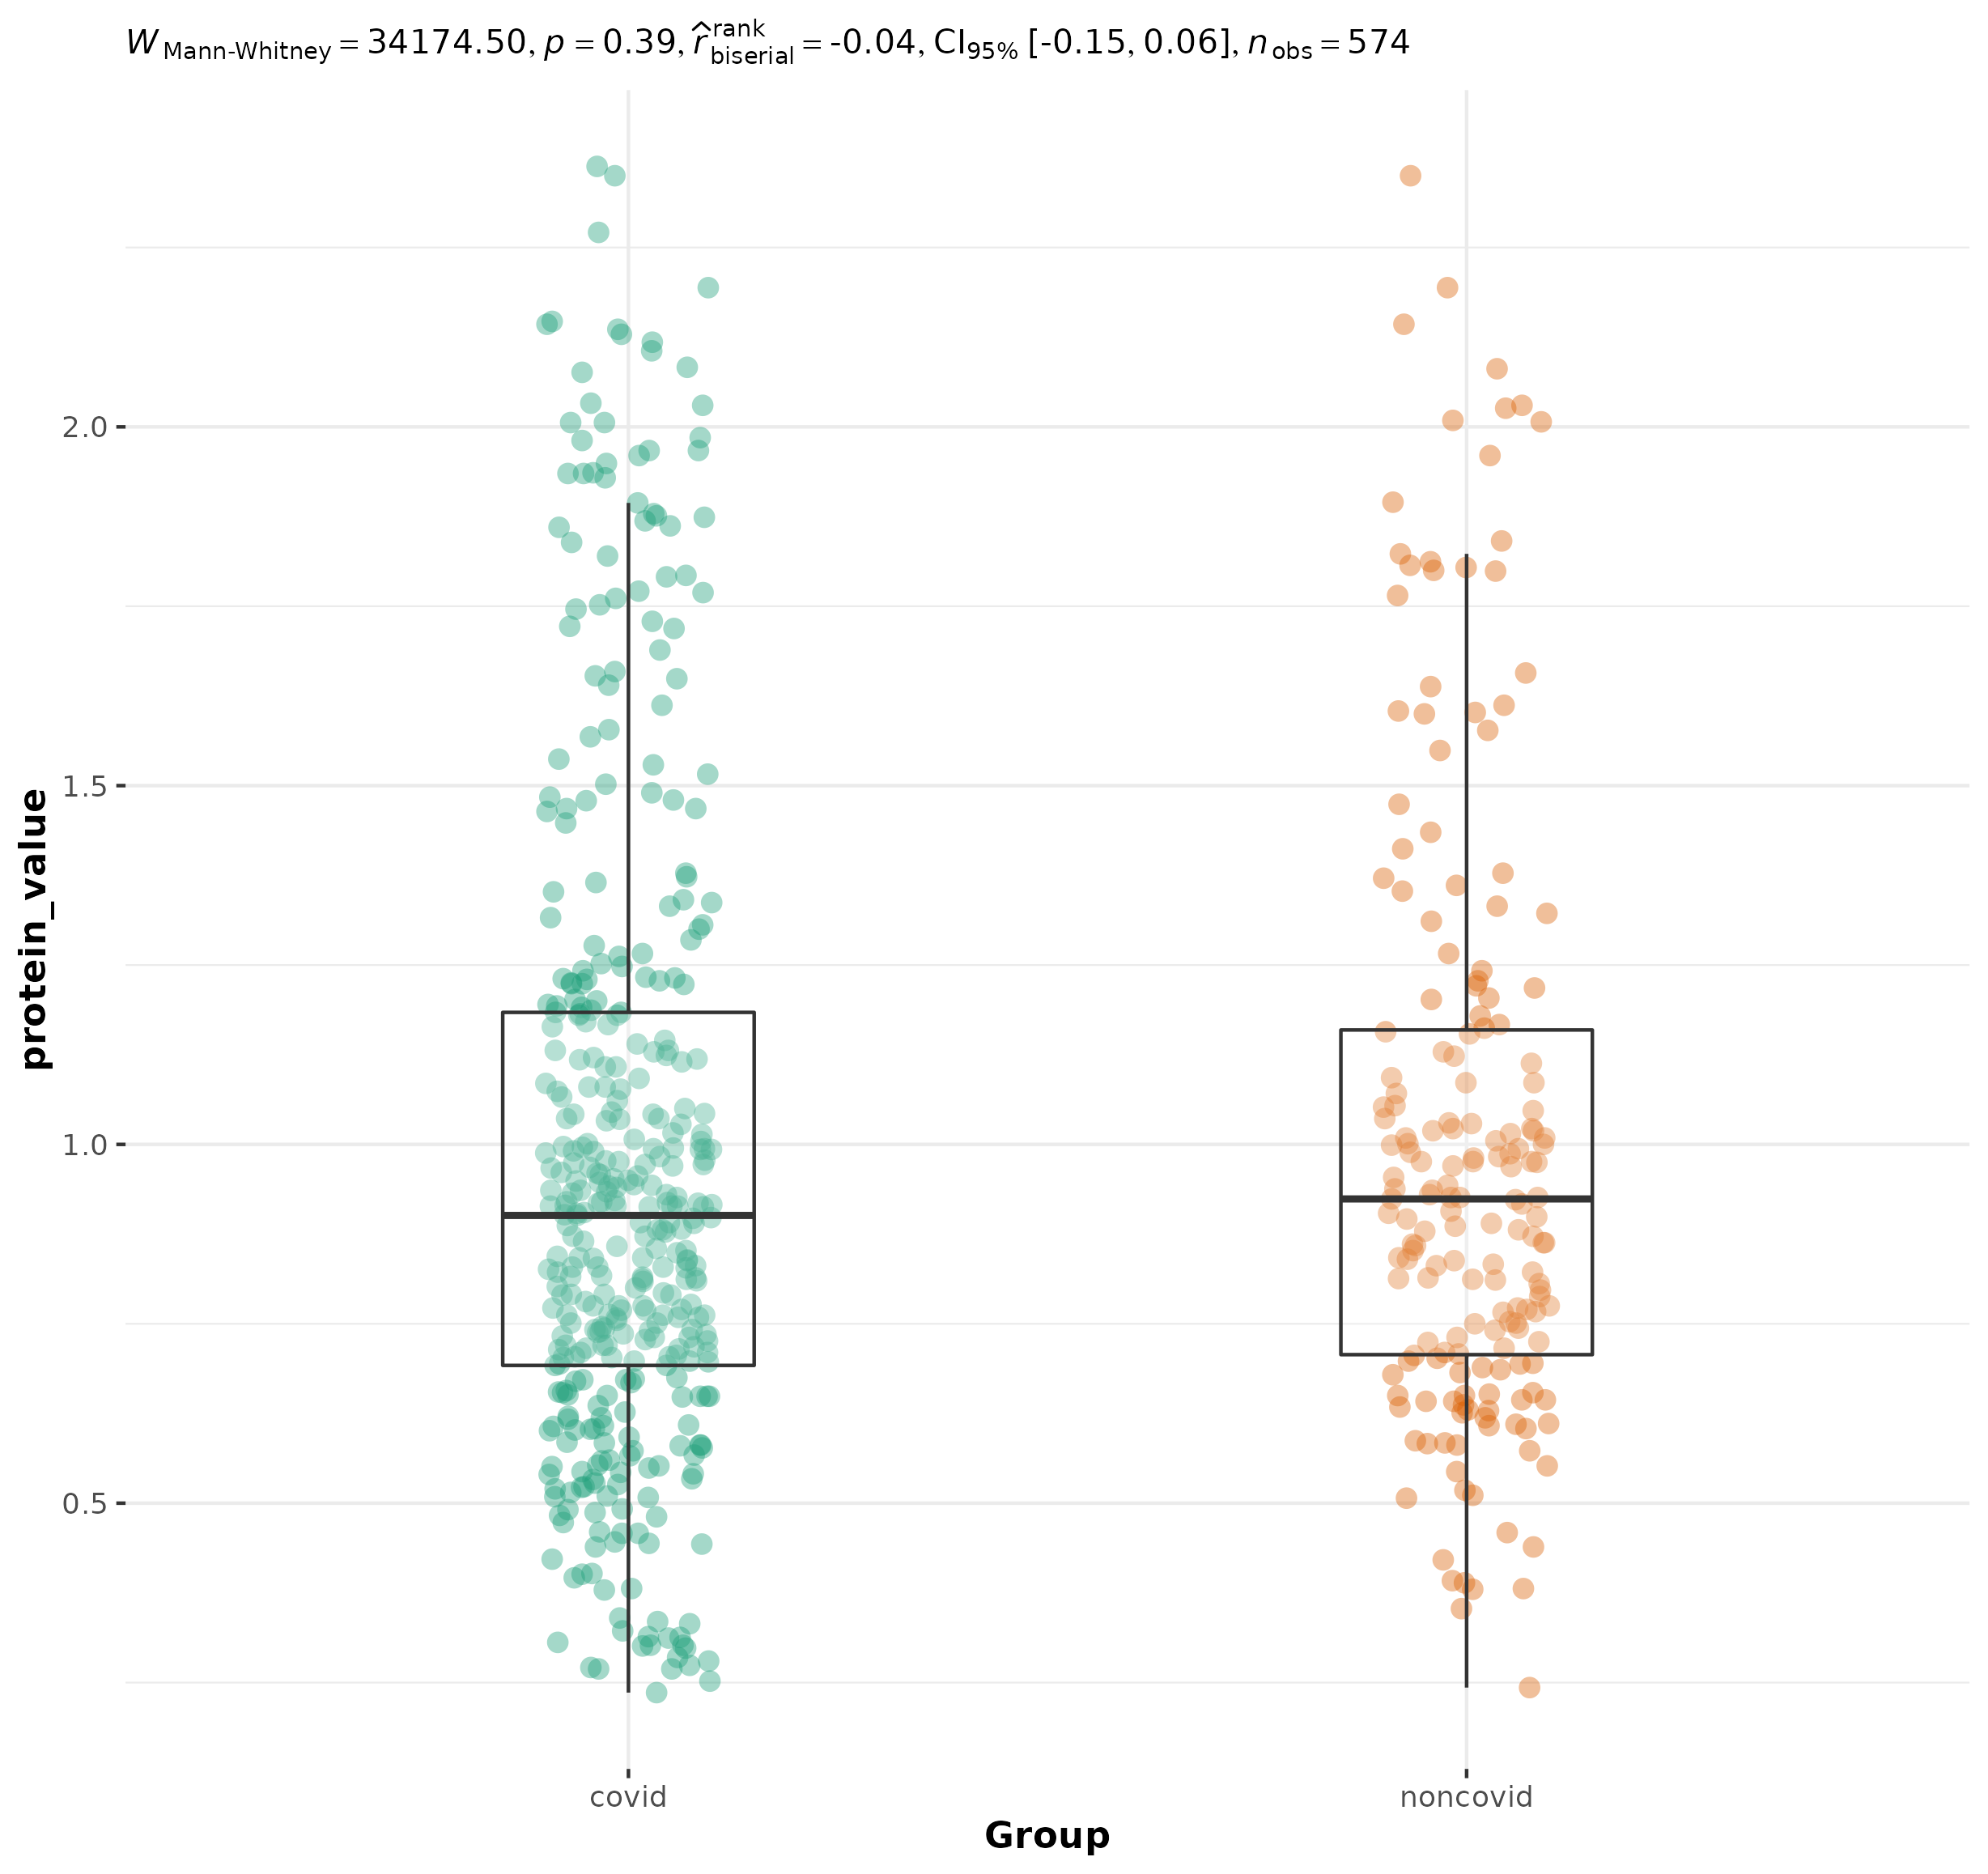 W Mann-Whitney = 34174.50, p = 0.39, r̂ rank biserial = -0.04, CI95% [-0.15, 0.06], n obs = 574
protein_value
2.0
1.5
1.0
0.5
covid noncovid
Group